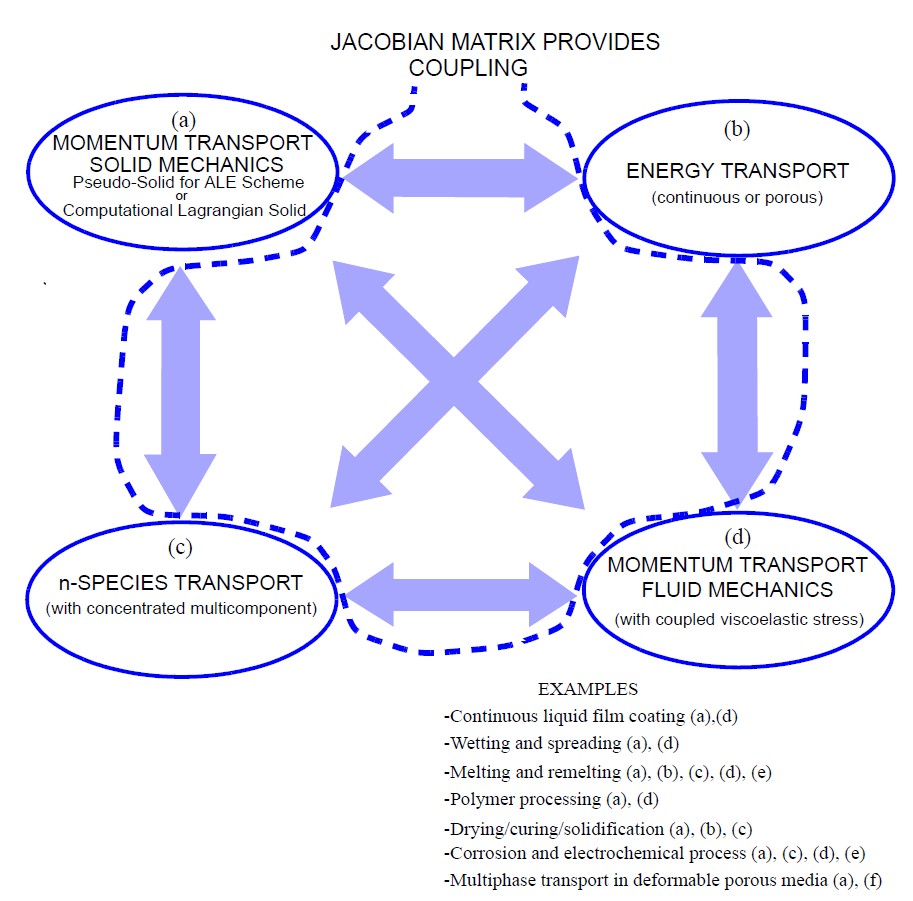 JACOBIAN MATRIX PROVIDES
COUPLING
(a)
MOMENTUM TRANSPORT
SOLID MECHANICS
Pseudo-Solid for ALE Scheme
or
Computational Lagrangian Solid
(b)
ENERGY TRANSPORT
(continuous or porous)
(c)
n-SPECIES TRANSPORT
(with concentrated multicomponent)
(d)
MOMENTUM TRANSPORT
FLUID MECHANICS
(with coupled viscoelastic stress)
EXAMPLES
-Continuous liquid film coating (a),(d)
-Wetting and spreading (a), (d)
-Melting and remelting (a), (b), (c), (d), (e)
-Polymer processing (a), (d)
-Drying/curing/solidification (a), (b), (c)
-Corrosion and electrochemical process (a), (c), (d), (e)
-Multiphase transport in deformable porous media (a), (f)